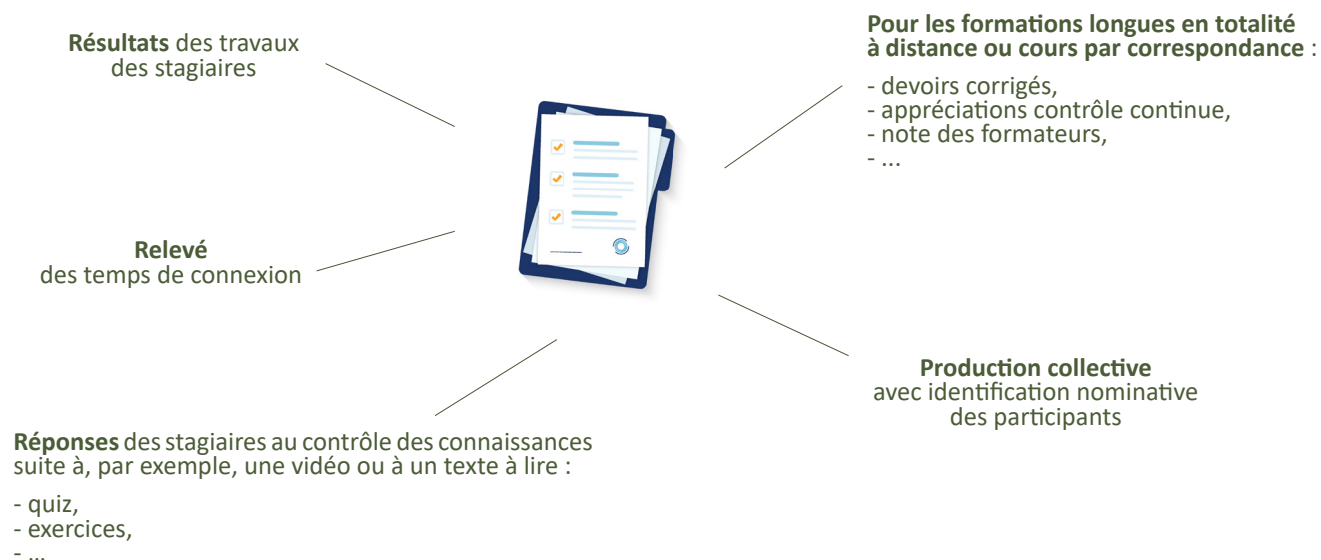 Résultats des travaux
des stagiaires
Pour les formations longues en totalité
à distance ou cours par correspondance :
- devoirs corrigés,
- appréciations contrôle continue,
- note des formateurs,
- ...
Relevé
des temps de connexion
Production collective
avec identification nominative
des participants
Réponses des stagiaires au contrôle des connaissances
suite à, par exemple, une vidéo ou à un texte à lire :
- quiz,
- exercices,
- ...